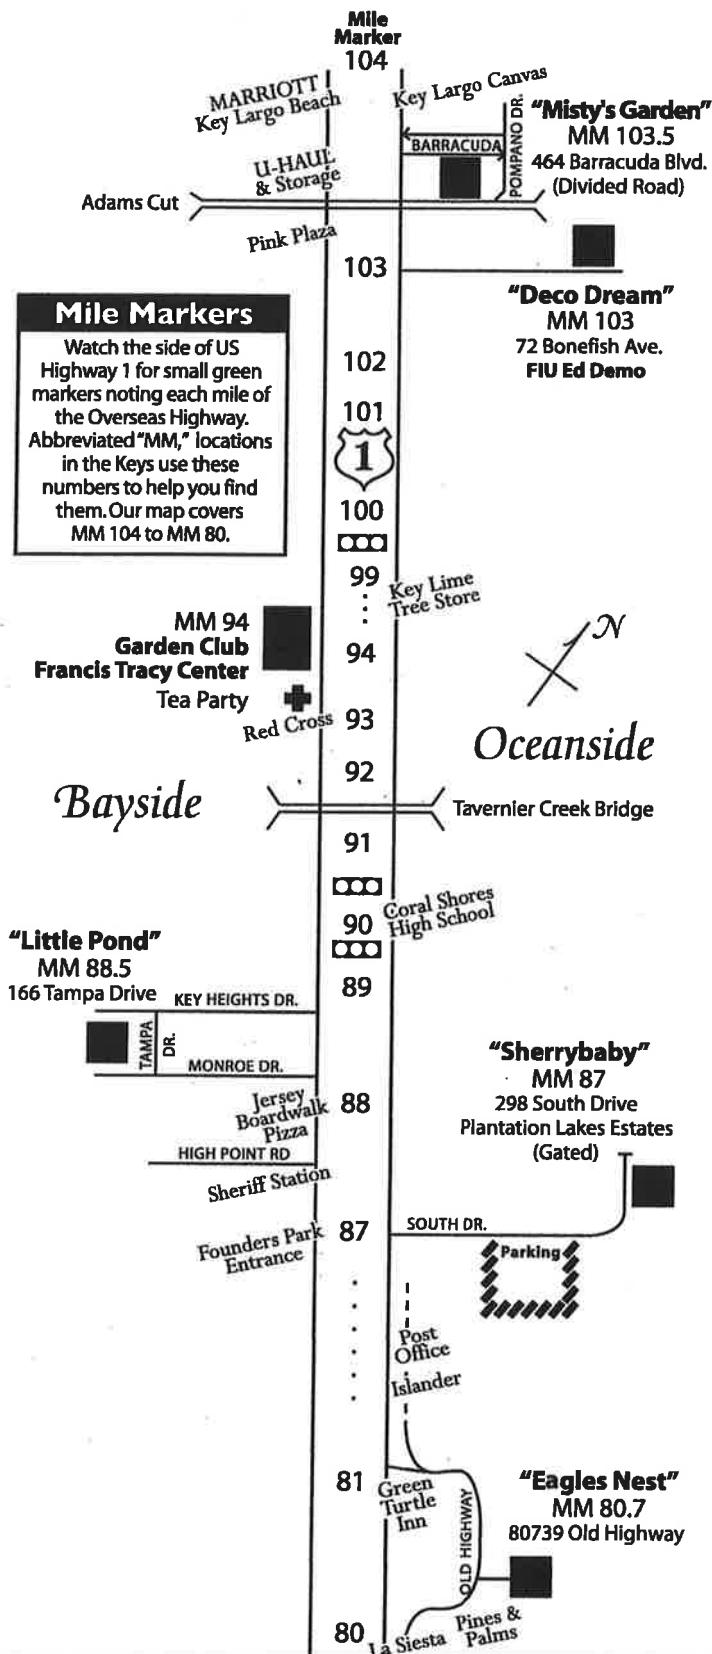 Mile
Marker
104
MARRIOTT
Key Largo Beach
Key Largo Canvas
BARRACUDA
POMPANO DR.
"Misty's Garden"
MM 103.5
464 Barracuda Blvd.
(Divided Road)
U-HAUL
& Storage
Adams Cut
Pink Plaza
103
"Deco Dream"
MM 103
72 Bonefish Ave.
FIU Ed Demo
Mile Markers
Watch the side of US
Highway 1 for small green
markers noting each mile of
the Overseas Highway.
Abbreviated "MM," locations
in the Keys use these
numbers to help you find
them. Our map covers
MM 104 to MM 80.
102
101
1
100
99
Key Lime
Tree Store
MM 94
Garden Club
Francis Tracy Center
Tea Party
94
N
Red Cross
93
Oceanside
92
Bayside
Tavernier Creek Bridge
91
90
Coral Shores
High School
"Little Pond"
MM 88.5
166 Tampa Drive
89
KEY HEIGHTS DR.
TAMPA
DR.
MONROE DR.
"Sherrybaby"
MM 87
298 South Drive
Plantation Lakes Estates
(Gated)
Jersey
Boardwalk
Pizza
88
HIGH POINT RD
Sheriff Station
87
SOUTH DR.
Founders Park
Entrance
Parking
Post
Office
Islander
81
Green
Turtle
Inn
OLD HIGHWAY
"Eagles Nest"
MM 80.7
80739 Old Highway
80
La Siesta
Pines &
Palms